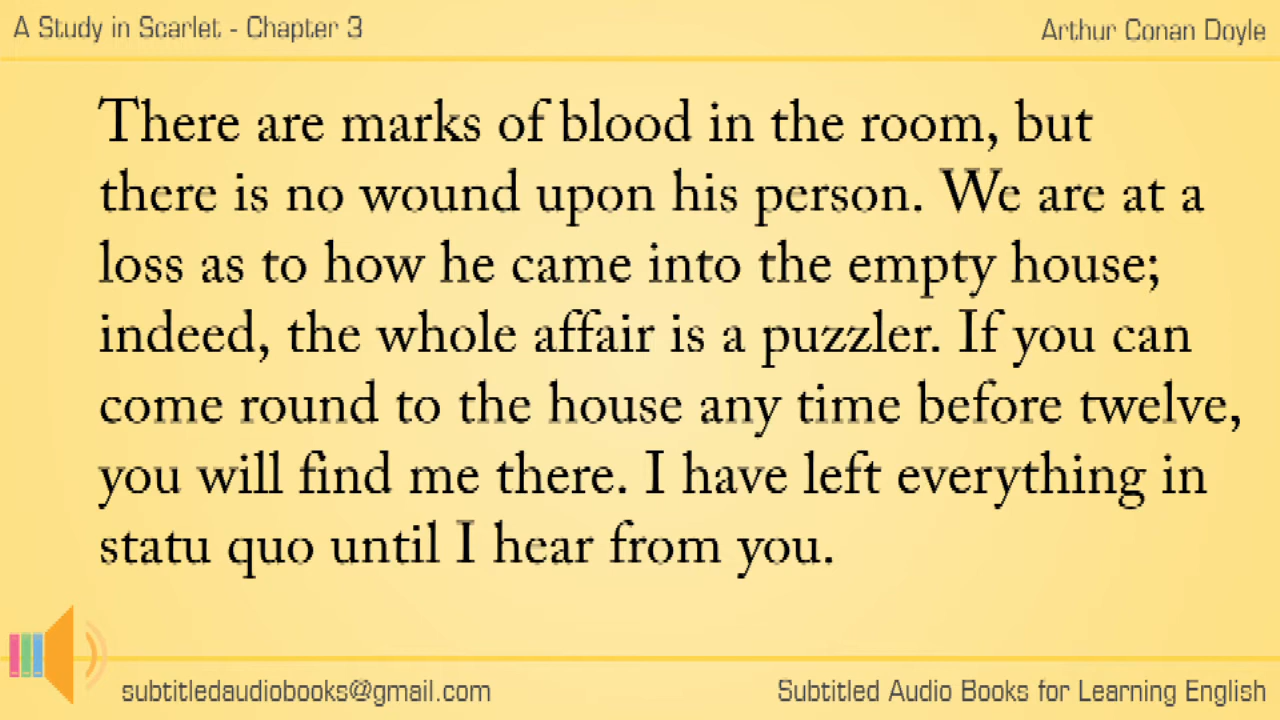 A Study in Scarlet - Chapter 3
Arthur Conan Doyle
There are marks of blood in the room, but
there is no wound upon his person. We are at a
loss as to how he came into the empty house;
indeed, the whole affair is a puzzler. If you can
come round to the house any time before twelve,
you will find me there. I have left everything in
statu quo until I hear from you.
subtitledaudiobooks@gmail.com
Subtitled Audio Books for Learning English